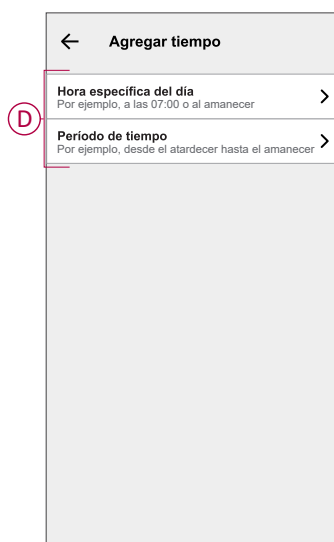 Agregar tiempo
Hora específica del día
Por ejemplo, a las 07:00 o al amanecer
D
Período de tiempo
Por ejemplo, desde el atardecer hasta el amanecer